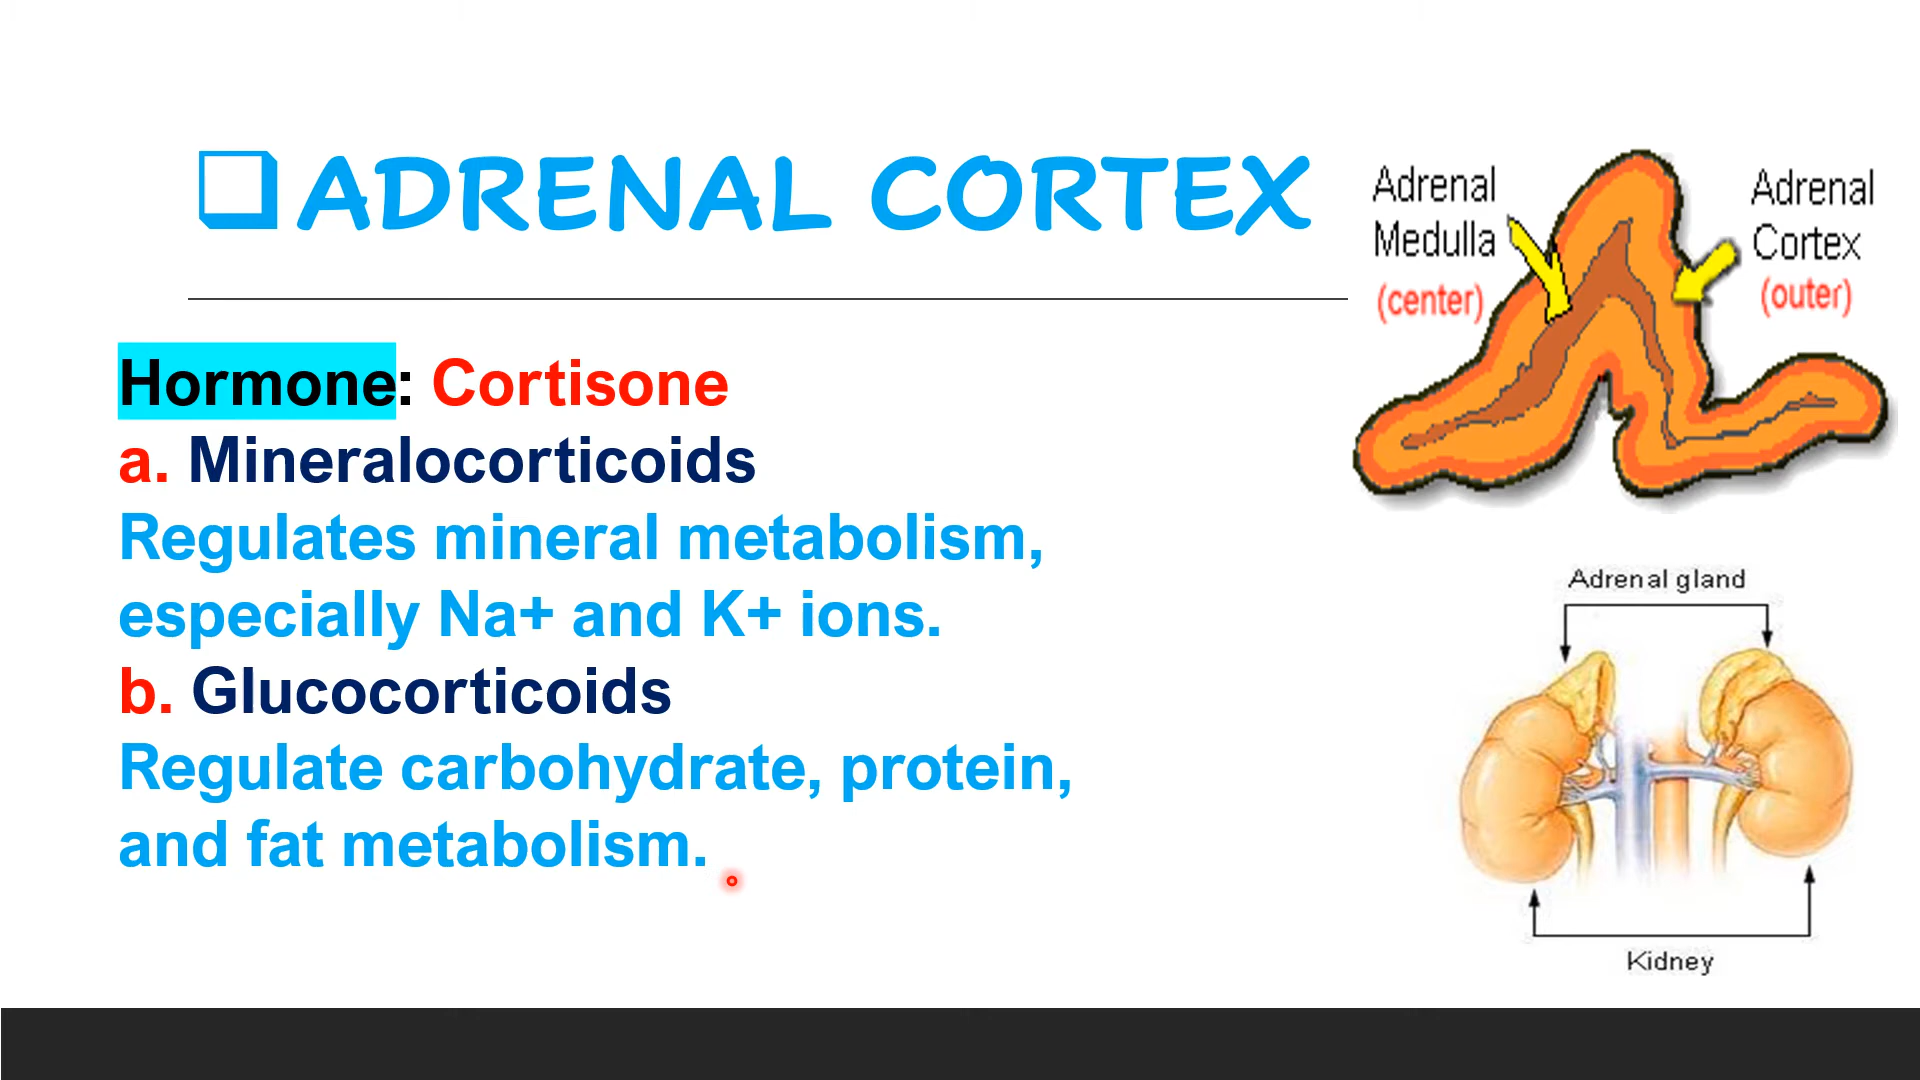 ADRENAL CORTEX
Hormone: Cortisone
a. Mineralocorticoids
Regulates mineral metabolism,
especially Na+ and K+ ions.
b. Glucocorticoids
Regulate carbohydrate, protein,
and fat metabolism.
Adrenal
Medulla
(center)
Adrenal
Cortex
(outer)
Adrenal gland
Kidney